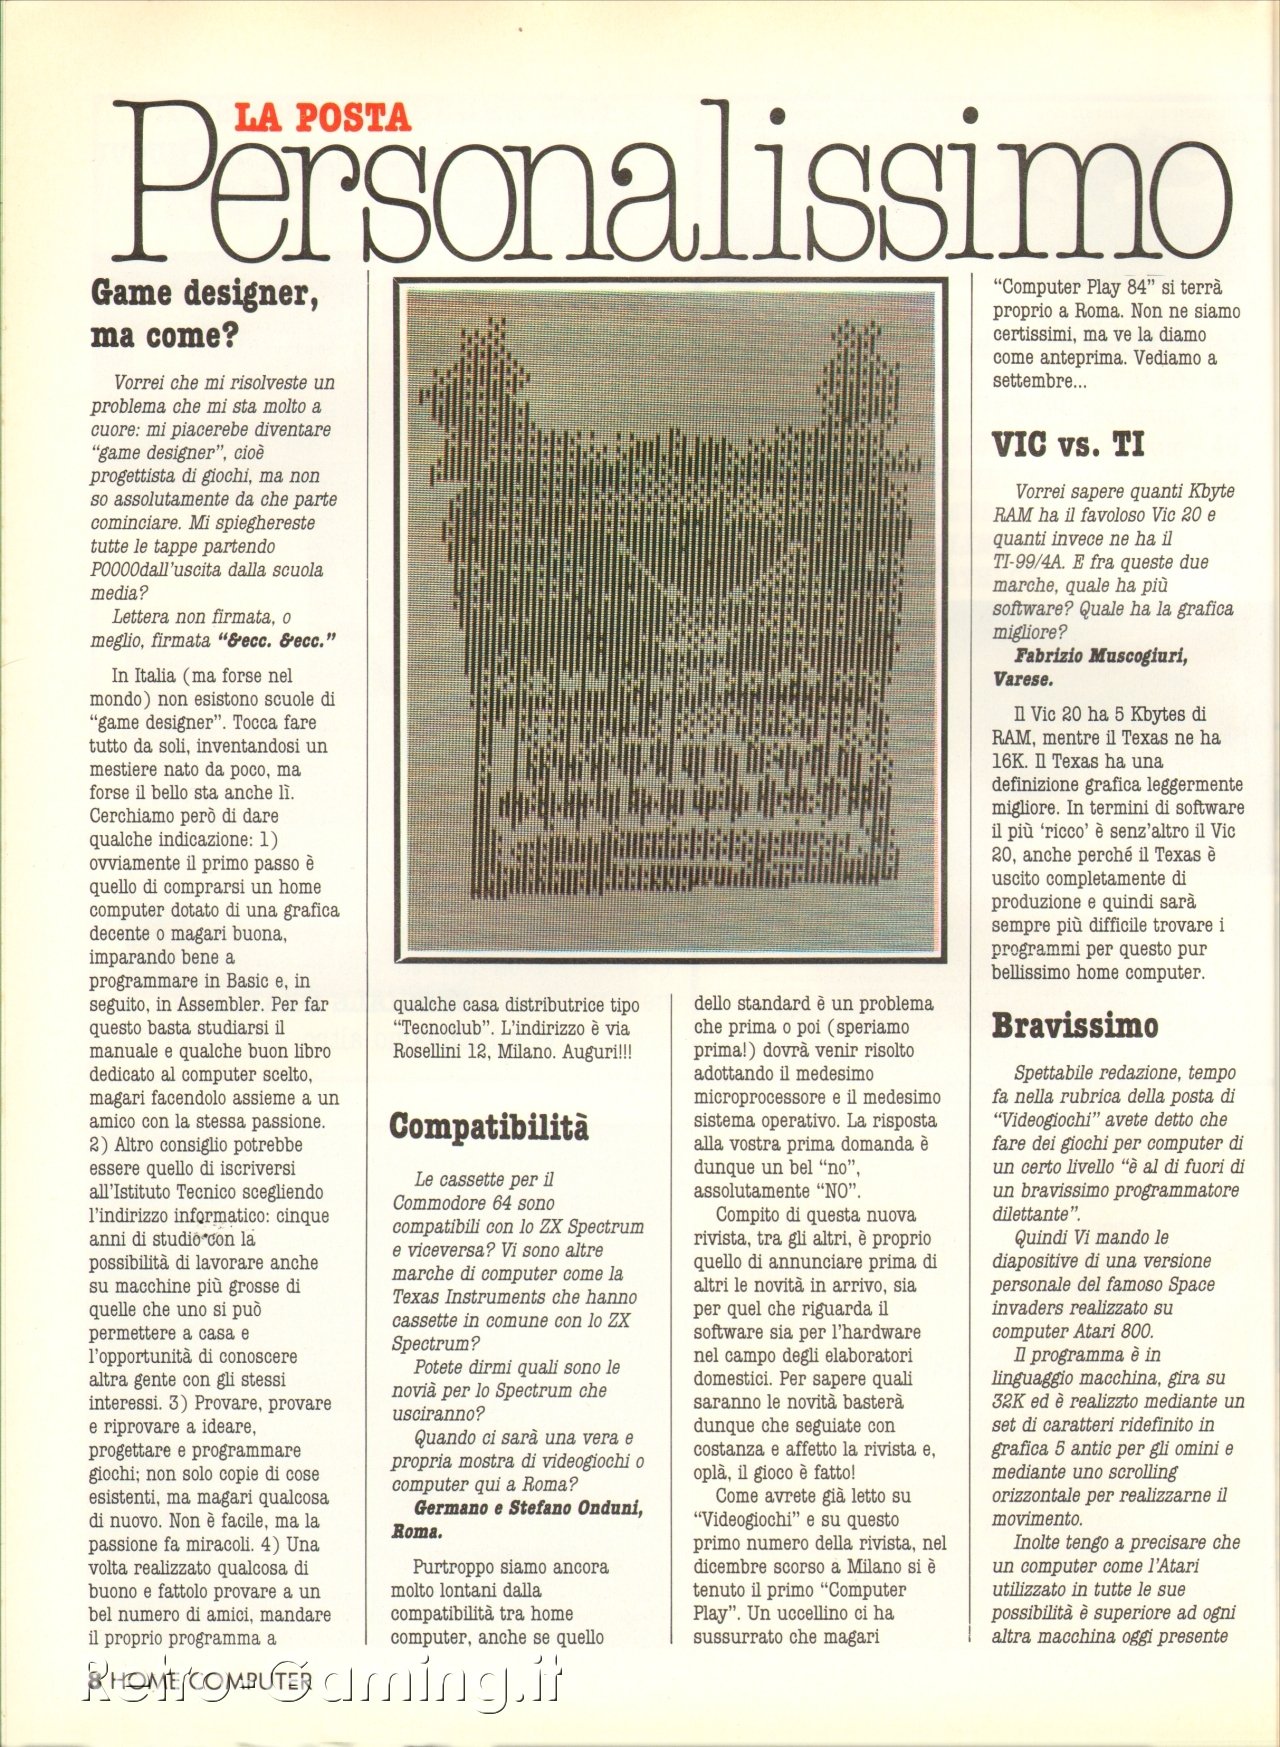 LA POSTA
Personalissimo
Game designer,
ma come?
Vorrei che mi risolveste un
problema che mi sta molto a
cuore: mi piacerebe diventare
“game designer”, cioè
progettista di giochi, ma non
so assolutamente da che parte
cominciare. Mi spieghereste
tutte le tappe partendo
P0000dall'uscita dalla scuola
media?
Lettera non firmata, o
meglio, firmata “&ecc. &ecc.”
In Italia (ma forse nel
mondo) non esistono scuole di
“game designer”. Tocca fare
tutto da soli, inventandosi un
mestiere nato da poco, ma
forse il bello sta anche lì.
Cerchiamo però di dare
qualche indicazione: 1)
ovviamente il primo passo è
quello di comprarsi un home
computer dotato di una grafica
decente o magari buona,
imparando bene a
programmare in Basic e, in
seguito, in Assembler. Per far
questo basta studiarsi il
manuale e qualche buon libro
dedicato al computer scelto,
magari facendolo assieme a un
amico con la stessa passione.
2) Altro consiglio potrebbe
essere quello di iscriversi
all'Istituto Tecnico scegliendo
l'indirizzo informatico: cinque
anni di studio con la
possibilità di lavorare anche
su macchine più grosse di
quelle che uno si può
permettere a casa e
l'opportunità di conoscere
altra gente con gli stessi
interessi. 3) Provare, provare
e riprovare a ideare,
progettare e programmare
giochi; non solo copie di cose
esistenti, ma magari qualcosa
di nuovo. Non è facile, ma la
passione fa miracoli. 4) Una
volta realizzato qualcosa di
buono e fattolo provare a un
bel numero di amici, mandare
il proprio programma a
qualche casa distributrice tipo
“Tecnoclub”. L'indirizzo è via
Rosellini 12, Milano. Auguri!!!
Compatibilità
Le cassette per il
Commodore 64 sono
compatibili con lo ZX Spectrum
e viceversa? Vi sono altre
marche di computer come la
Texas Instruments che hanno
cassette in comune con lo ZX
Spectrum?
Potete dirmi quali sono le
novià per lo Spectrum che
usciranno?
Quando ci sarà una vera e
propria mostra di videogiochi o
computer qui a Roma?
Germano e Stefano Onduni,
Roma.
Purtroppo siamo ancora
molto lontani dalla
compatibilità tra home
computer, anche se quello
dello standard è un problema
che prima o poi (speriamo
prima!) dovrà venir risolto
adottando il medesimo
microprocessore e il medesimo
sistema operativo. La risposta
alla vostra prima domanda è
dunque un bel “no”,
assolutamente “NO”.
Compito di questa nuova
rivista, tra gli altri, è proprio
quello di annunciare prima di
altri le novità in arrivo, sia
per quel che riguarda il
software sia per l'hardware
nel campo degli elaboratori
domestici. Per sapere quali
saranno le novità basterà
dunque che seguiate con
costanza e affetto la rivista e,
oplà, il gioco è fatto!
Come avrete già letto su
“Videogiochi” e su questo
primo numero della rivista, nel
dicembre scorso a Milano si è
tenuto il primo “Computer
Play”. Un uccellino ci ha
sussurrato che magari
“Computer Play 84” si terrà
proprio a Roma. Non ne siamo
certissimi, ma ve la diamo
come anteprima. Vediamo a
settembre...
VIC vs. TI
Vorrei sapere quanti Kbyte
RAM ha il favoloso Vic 20 e
quanti invece ne ha il
TI-99/4A. E fra queste due
marche, quale ha più
software? Quale ha la grafica
migliore?
Fabrizio Muscogiuri,
Varese.
Il Vic 20 ha 5 Kbytes di
RAM, mentre il Texas ne ha
16K. Il Texas ha una
definizione grafica leggermente
migliore. In termini di software
il più ‘ricco’ è senz'altro il Vic
20, anche perché il Texas è
uscito completamente di
produzione e quindi sarà
sempre più difficile trovare i
programmi per questo pur
bellissimo home computer.
Bravissimo
Spettabile redazione, tempo
fa nella rubrica della posta di
“Videogiochi” avete detto che
fare dei giochi per computer di
un certo livello “è al di fuori di
un bravissimo programmatore
dilettante”.
Quindi Vi mando le
diapositive di una versione
personale del famoso Space
invaders realizzato su
computer Atari 800.
Il programma è in
linguaggio macchina, gira su
32K ed è realizzto mediante un
set di caratteri ridefinito in
grafica 5 antic per gli omini e
mediante uno scrolling
orizzontale per realizzarne il
movimento.
Inolte tengo a precisare che
un computer come l'Atari
utilizzato in tutte le sue
possibilità è superiore ad ogni
altra macchina oggi presente
8 HOME COMPUTER
Retro-Gaming.it